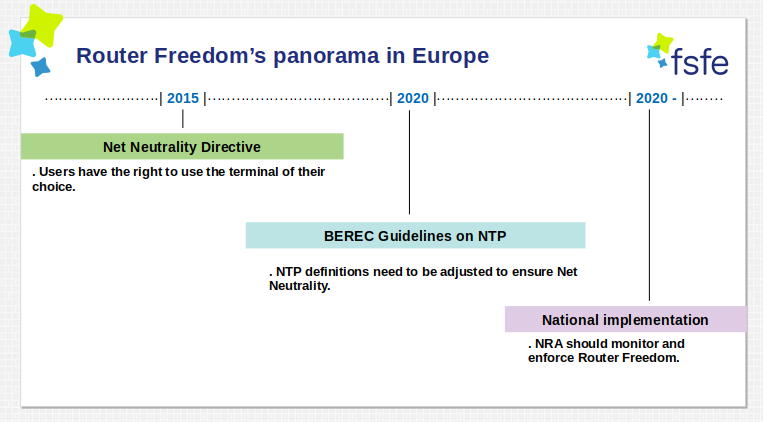 Router Freedom’s panorama in Europe
fsfe
| 2015 | | 2020 | | 2020 - |
Net Neutrality Directive
. Users have the right to use the terminal of their
choice.
BEREC Guidelines on NTP
. NTP definitions need to be adjusted to ensure Net
Neutrality.
National implementation
. NRA should monitor and
enforce Router Freedom.